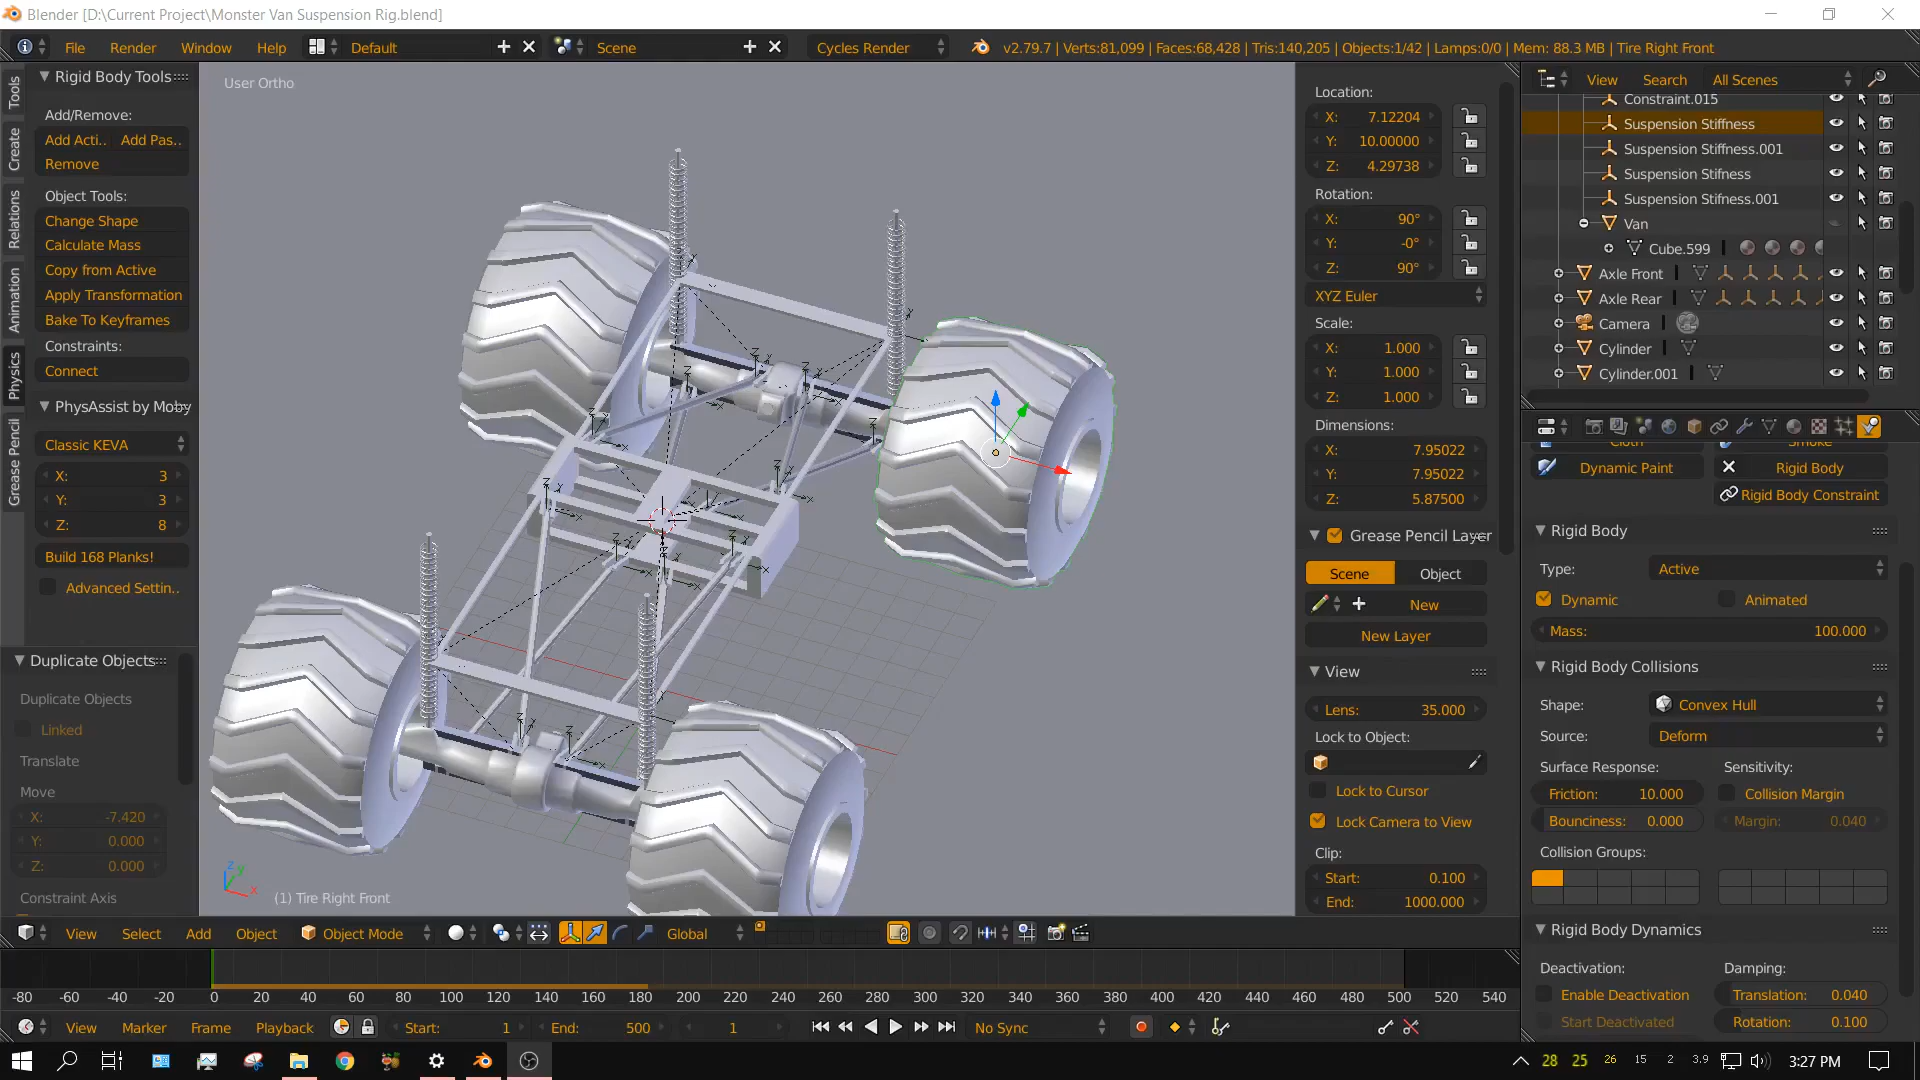 Blender [D:\Current Project\Monster Van Suspension Rig.blend]
File Render Window Help Default Scene Cycles Render v2.79.7 | Verts:81,099 | Faces:68,428 | Tris:140,205 | Objects:1/42 | Lamps:0/0 | Mem: 88.3 MB | Tire Right Front
Tools
Create
Relations
Animation
Physics
Grease Pencil
Rigid Body Tools
Add/Remove:
Add Acti.. Add Pas..
Remove
Object Tools:
Change Shape
Calculate Mass
Copy from Active
Apply Transformation
Bake To Keyframes
Constraints:
Connect
PhysAssist by Moby
Classic KEVA
X: 3
Y: 3
Z: 8
Build 168 Planks!
Advanced Settin..
Duplicate Objects
Duplicate Objects
Linked
Translate
Move
X: -7.420
Y: 0.000
Z: 0.000
Constraint Axis
User Ortho
(1) Tire Right Front
Location:
X: 7.12204
Y: 10.00000
Z: 4.29738
Rotation:
X: 90°
Y: -0°
Z: 90°
XYZ Euler
Scale:
X: 1.000
Y: 1.000
Z: 1.000
Dimensions:
X: 7.95022
Y: 7.95022
Z: 5.87500
Grease Pencil Layer
Scene Object
New
New Layer
View
Lens: 35.000
Lock to Object:
Lock to Cursor
Lock Camera to View
Clip:
Start: 0.100
End: 1000.000
View Search All Scenes
Constraint.015
Suspension Stiffness
Suspension Stiffness.001
Suspension Stifness
Suspension Stifness.001
Van
Cube.599
Axle Front
Axle Rear
Camera
Cylinder
Cylinder.001
Cloth Smoke
Dynamic Paint Rigid Body
Rigid Body Constraint
Rigid Body
Type: Active
Dynamic Animated
Mass: 100.000
Rigid Body Collisions
Shape: Convex Hull
Source: Deform
Surface Response: Sensitivity:
Friction: 10.000 Collision Margin
Bounciness: 0.000 Margin: 0.040
Collision Groups:
Rigid Body Dynamics
Deactivation: Damping:
Enable Deactivation Translation: 0.040
Start Deactivated Rotation: 0.100
View Select Add Object Object Mode Global
-80 -60 -40 -20 0 20 40 60 80 100 120 140 160 180 200 220 240 260 280 300 320 340 360 380 400 420 440 460 480 500 520 540
View Marker Frame Playback Start: 1 End: 500 1 No Sync
28 25 26 15 2 3.9 3:27 PM